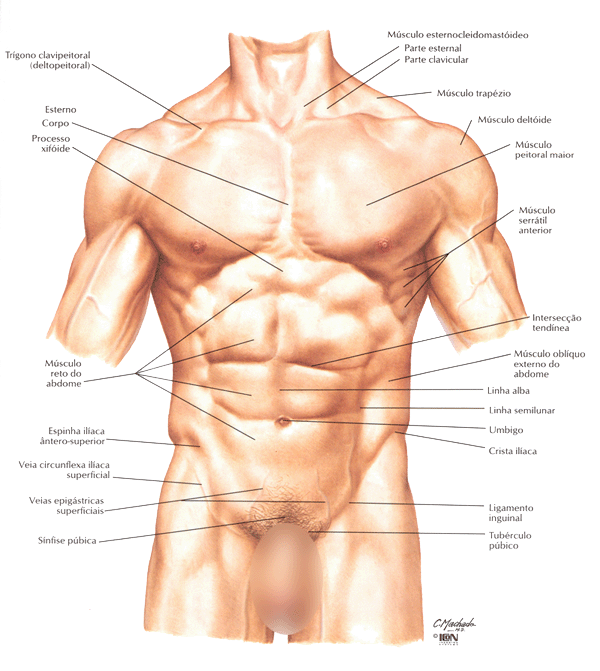 Músculo esternocleidomastóideo
Parte esternal
Parte clavicular
Trígono clavipeitoral
(deltopeitoral)
Músculo trapézio
Esterno
Corpo
Processo
xifóide
Músculo deltóide
Músculo
peitoral maior
Músculo
serrátil
anterior
Intersecção
tendínea
Músculo oblíquo
externo do
abdome
Músculo
reto do
abdome
Linha alba
Linha semilunar
Umbigo
Crista ilíaca
Espinha ilíaca
ântero-superior
Veia circunflexa ilíaca
superficial
Veias epigástricas
superficiais
Sínfise púbica
Ligamento
inguinal
Tubérculo
púbico
C. Machado
M.D.
©